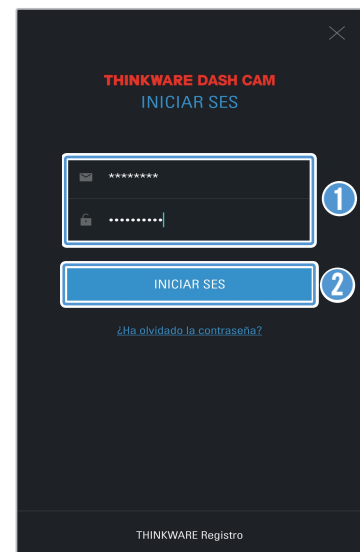 THINKWARE DASH CAM
INICIAR SES
********
••••••••••
1
INICIAR SES
2
¿Ha olvidado la contraseña?
THINKWARE Registro